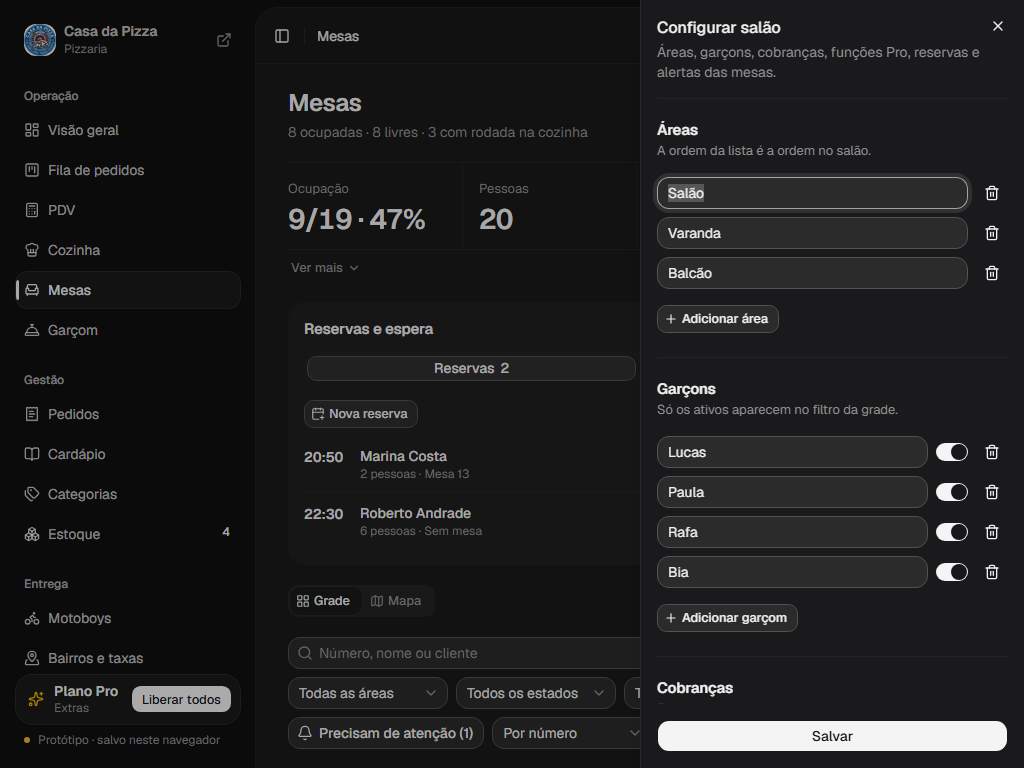 Casa da Pizza
Pizzaria
Operação
Visão geral
Fila de pedidos
PDV
Cozinha
Mesas
Garçom
Gestão
Pedidos
Cardápio
Categorias
Estoque 4
Entrega
Motoboys
Bairros e taxas
Plano Pro
Extras
Liberar todos
Protótipo · salvo neste navegador
Mesas
Mesas
8 ocupadas · 8 livres · 3 com rodada na cozinha
Ocupação
9/19 · 47%
Pessoas
20
Ver mais
Reservas e espera
Reservas 2
Nova reserva
20:50 Marina Costa
2 pessoas · Mesa 13
22:30 Roberto Andrade
6 pessoas · Sem mesa
Grade Mapa
Número, nome ou cliente
Todas as áreas Todos os estados
Precisam de atenção (1) Por número
Configurar salão
Áreas, garçons, cobranças, funções Pro, reservas e
alertas das mesas.
Áreas
A ordem da lista é a ordem no salão.
Salão
Varanda
Balcão
+ Adicionar área
Garçons
Só os ativos aparecem no filtro da grade.
Lucas
Paula
Rafa
Bia
+ Adicionar garçom
Cobranças
Salvar